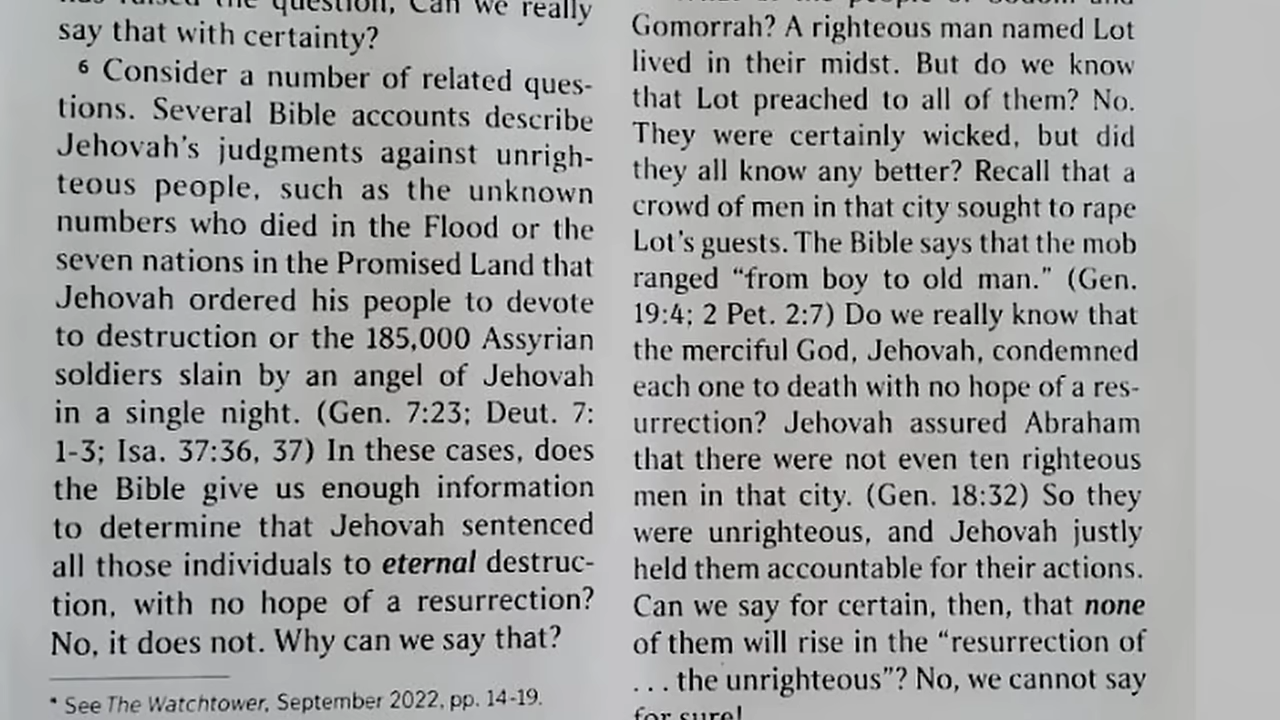 the question, Can we really
say that with certainty?
6 Consider a number of related ques-
tions. Several Bible accounts describe
Jehovah's judgments against unrigh-
teous people, such as the unknown
numbers who died in the Flood or the
seven nations in the Promised Land that
Jehovah ordered his people to devote
to destruction or the 185,000 Assyrian
soldiers slain by an angel of Jehovah
in a single night. (Gen. 7:23; Deut. 7:
1-3; Isa. 37:36, 37) In these cases, does
the Bible give us enough information
to determine that Jehovah sentenced
all those individuals to eternal destruc-
tion, with no hope of a resurrection?
No, it does not. Why can we say that?
* See The Watchtower, September 2022, pp. 14-19.
Gomorrah? A righteous man named Lot
lived in their midst. But do we know
that Lot preached to all of them? No.
They were certainly wicked, but did
they all know any better? Recall that a
crowd of men in that city sought to rape
Lot's guests. The Bible says that the mob
ranged “from boy to old man.” (Gen.
19:4; 2 Pet. 2:7) Do we really know that
the merciful God, Jehovah, condemned
each one to death with no hope of a res-
urrection? Jehovah assured Abraham
that there were not even ten righteous
men in that city. (Gen. 18:32) So they
were unrighteous, and Jehovah justly
held them accountable for their actions.
Can we say for certain, then, that none
of them will rise in the “resurrection of
. . . the unrighteous”? No, we cannot say
for sure!